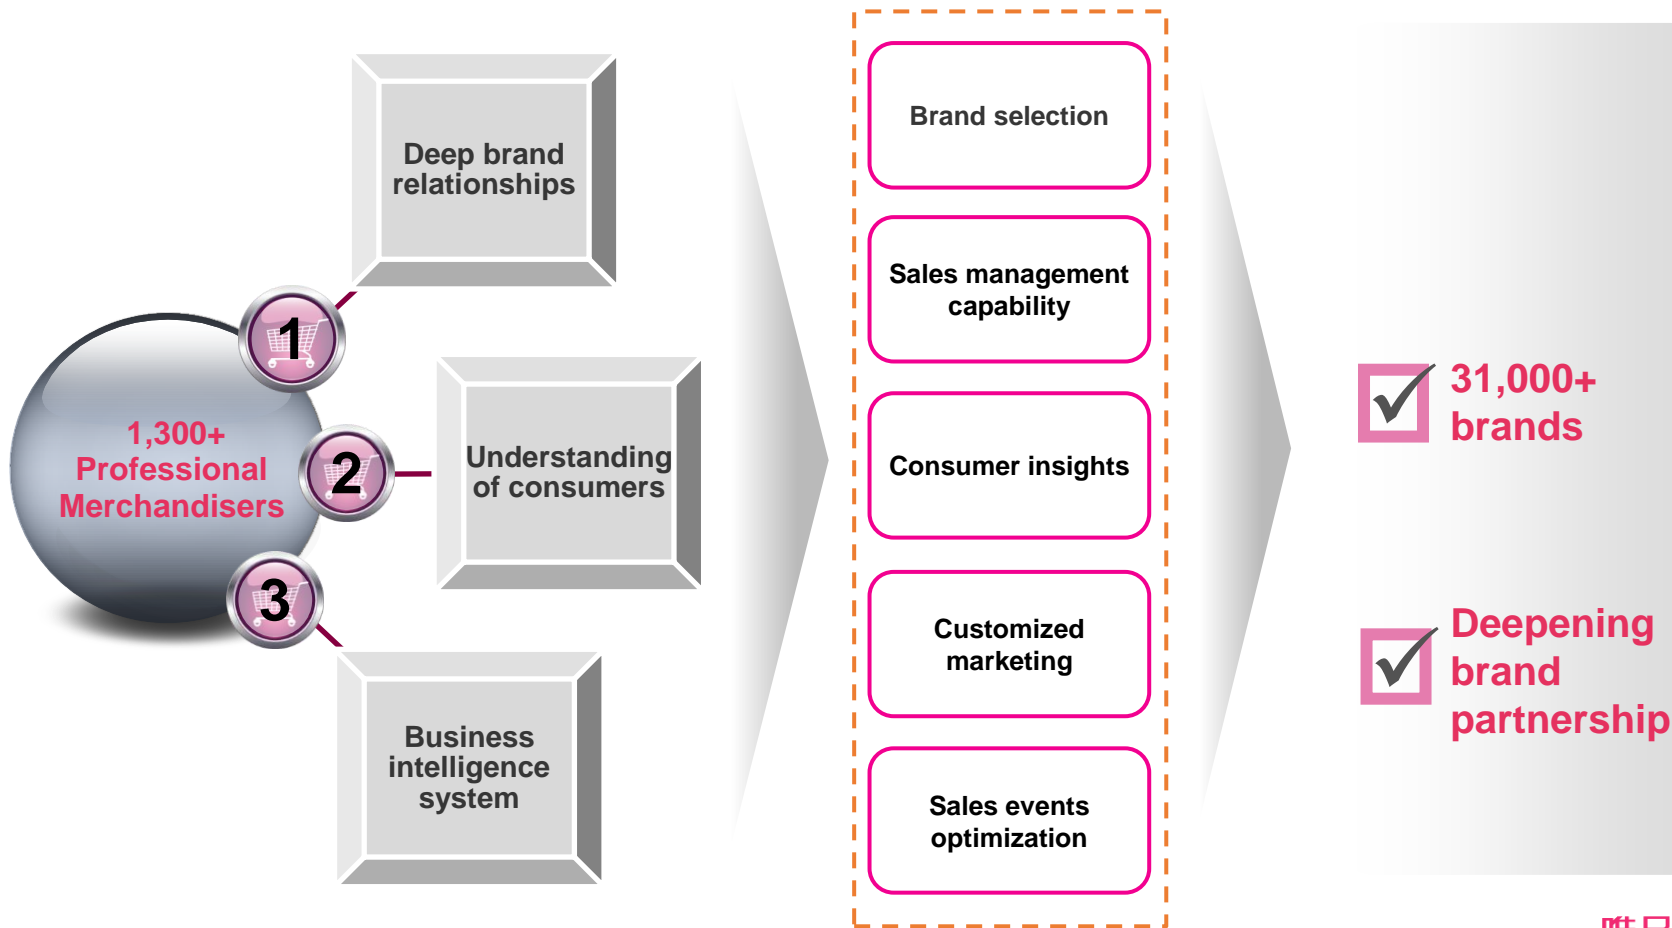 1
2
3
1,300+
Professional
Merchandisers
Deep brand
relationships
Understanding
of consumers
Business
intelligence
system
Brand selection
Sales management
capability
Consumer insights
Customized
marketing
Sales events
optimization
31,000+
brands
Deepening
brand
partnership